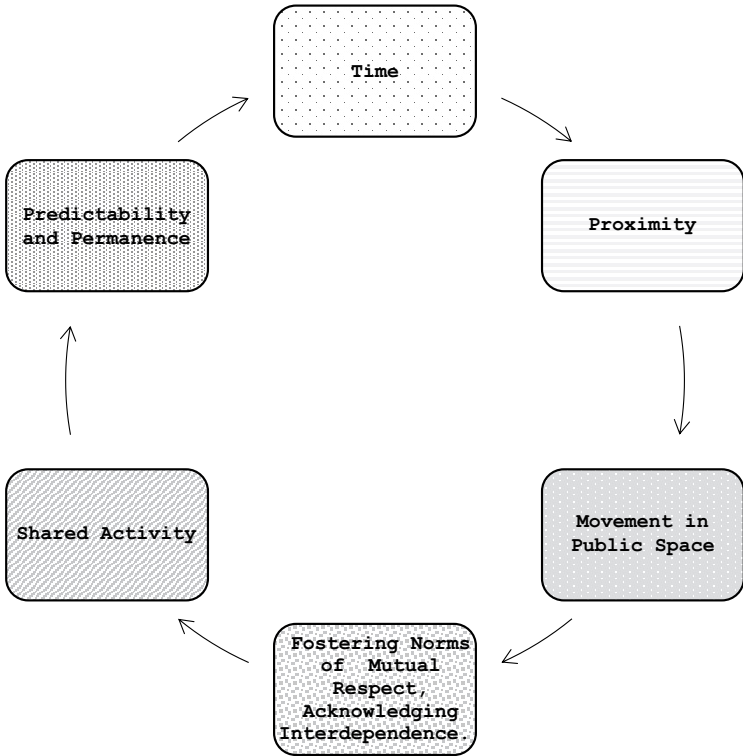 Time
Proximity
Movement in
Public Space
Fostering Norms
of Mutual
Respect,
Acknowledging
Interdependence.
Shared Activity
Predictability
and Permanence